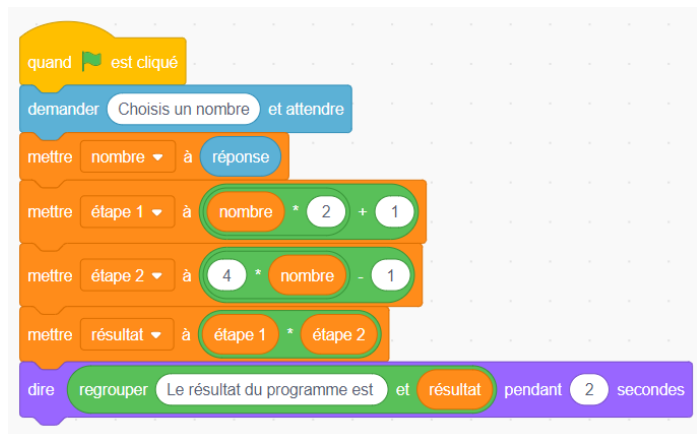 quand est cliqué
demander Choisis un nombre et attendre
mettre nombre à réponse
mettre étape 1 à nombre * 2 + 1
mettre étape 2 à 4 * nombre - 1
mettre résultat à étape 1 * étape 2
dire regrouper Le résultat du programme est et résultat pendant 2 secondes